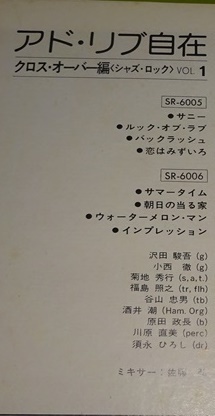 アド・リブ自在
クロス・オーバー編〈ジャズ・ロック〉VOL. 1
SR-6005
●サニー
●ルック・オブ・ラブ
●バックラッシュ
●恋はみずいろ
SR-6006
●サマータイム
●朝日の当る家
●ウォーターメロン・マン
●インプレッション
沢田 駿吾 (g)
小西 徹 (g)
菊地 秀行 (s,a,t.)
福島 照之 (tr, flh)
谷山 忠男 (tb)
酒井 潮 (Ham. Org)
原田 政長 (b)
川原 直美 (perc)
須永 ひろし (dr)
ミキサー: